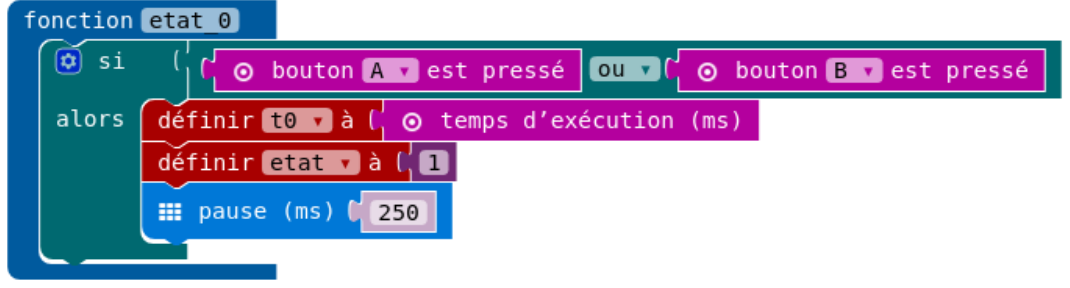 fonction etat_0
si bouton A est pressé ou bouton B est pressé
alors définir t0 à temps d’exécution (ms)
définir etat à 1
pause (ms) 250